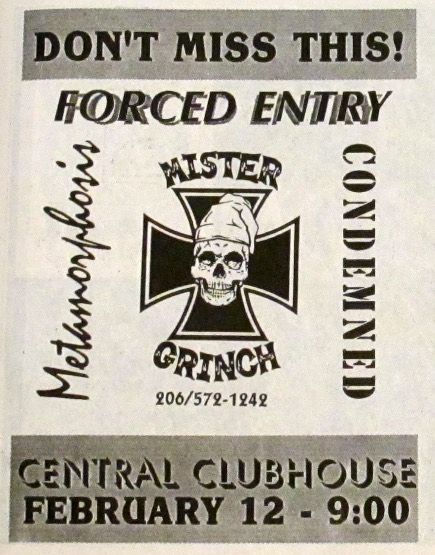 DON'T MISS THIS!
FORCED ENTRY
Metamorphosis
MISTER
GRINCH
CONDEMNED
206/572-1242
CENTRAL CLUBHOUSE
FEBRUARY 12 - 9:00